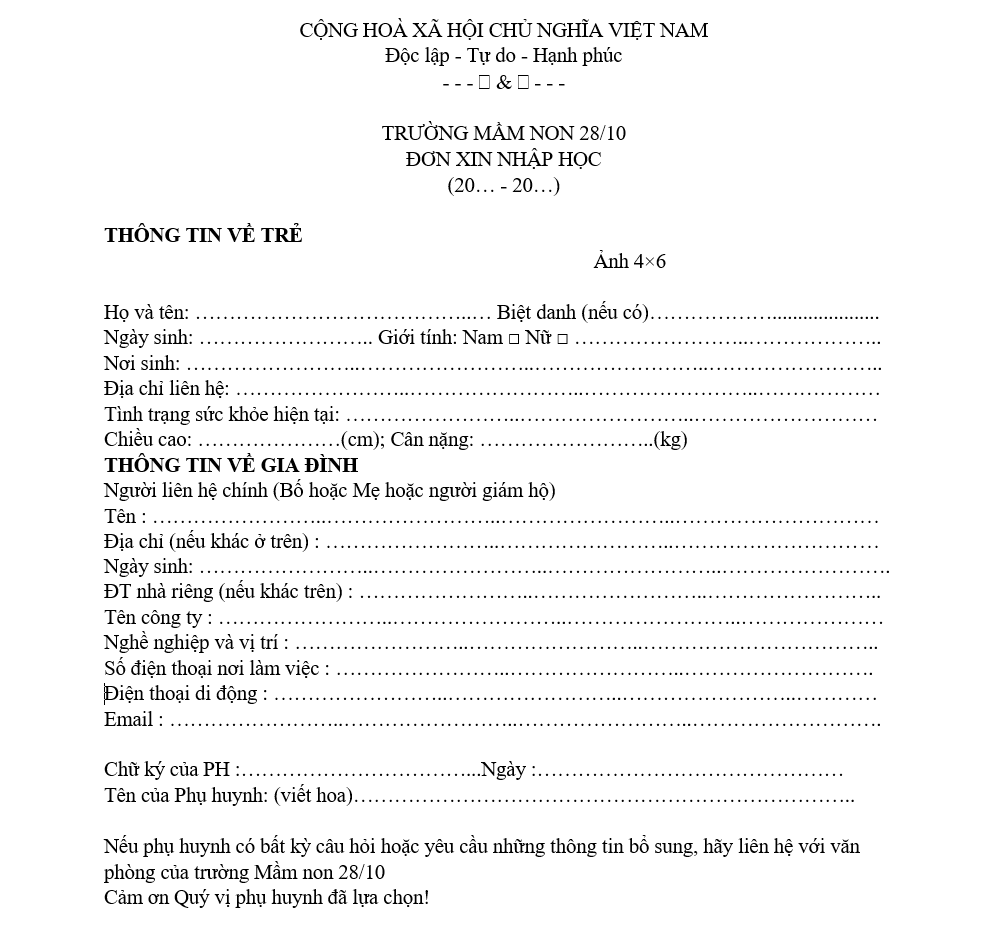 CỘNG HOÀ XÃ HỘI CHỦ NGHĨA VIỆT NAM
Độc lập - Tự do - Hạnh phúc
- - - □ & □ - - -
TRƯỜNG MẦM NON 28/10
ĐƠN XIN NHẬP HỌC
(20… - 20…)
THÔNG TIN VỀ TRẺ
Ảnh 4×6
Họ và tên: …………………………………..… Biệt danh (nếu có)……………….....................
Ngày sinh: …………………….. Giới tính: Nam □ Nữ □ ……………………..………………..
Nơi sinh: ……………………..……………………..……………………..……………………..
Địa chỉ liên hệ: ……………………..……………………..……………………..………………
Tình trạng sức khỏe hiện tại: ……………………..……………………..………………………
Chiều cao: …………………(cm); Cân nặng: ……………………..(kg)
THÔNG TIN VỀ GIA ĐÌNH
Người liên hệ chính (Bố hoặc Mẹ hoặc người giám hộ)
Tên : ……………………..……………………..……………………..…………………………
Địa chỉ (nếu khác ở trên) : ……………………..……………………..…………………………
Ngày sinh: ……………………..……………………..……………………..………………….
ĐT nhà riêng (nếu khác trên) : ……………………..……………………..……………………..
Tên công ty : ……………………..……………………..……………………..…………………
Nghề nghiệp và vị trí : ……………………..……………………..……………………………..
Số điện thoại nơi làm việc : ……………………..……………………..……………………….
Điện thoại di động : ……………………..……………………..……………………..…………
Email : ……………………..……………………..……………………..……………………….
Chữ ký của PH :……………………………...Ngày :………………………………………
Tên của Phụ huynh: (viết hoa)………………………………………………………………..
Nếu phụ huynh có bất kỳ câu hỏi hoặc yêu cầu những thông tin bổ sung, hãy liên hệ với văn
phòng của trường Mầm non 28/10
Cảm ơn Quý vị phụ huynh đã lựa chọn!